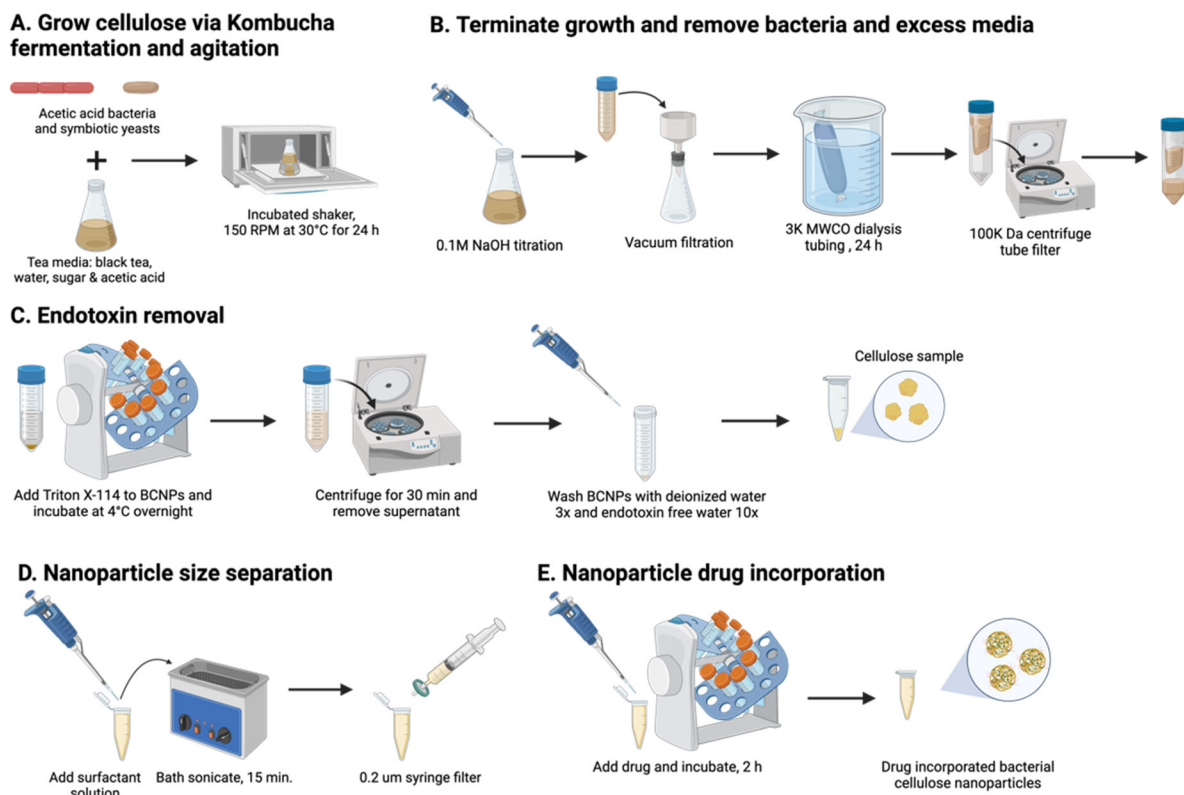 A. Grow cellulose via Kombucha
fermentation and agitation
Acetic acid bacteria
and symbiotic yeasts
+
Tea media: black tea,
water, sugar & acetic acid
Incubated shaker,
150 RPM at 30°C for 24 h
B. Terminate growth and remove bacteria and excess media
0.1M NaOH titration
Vacuum filtration
3K MWCO dialysis
tubing , 24 h
100K Da centrifuge
tube filter
C. Endotoxin removal
Add Triton X-114 to BCNPs and
incubate at 4°C overnight
Centrifuge for 30 min and
remove supernatant
Wash BCNPs with deionized water
3x and endotoxin free water 10x
Cellulose sample
D. Nanoparticle size separation
Add surfactant
solution
Bath sonicate, 15 min.
0.2 um syringe filter
E. Nanoparticle drug incorporation
Add drug and incubate, 2 h
Drug incorporated bacterial
cellulose nanoparticles